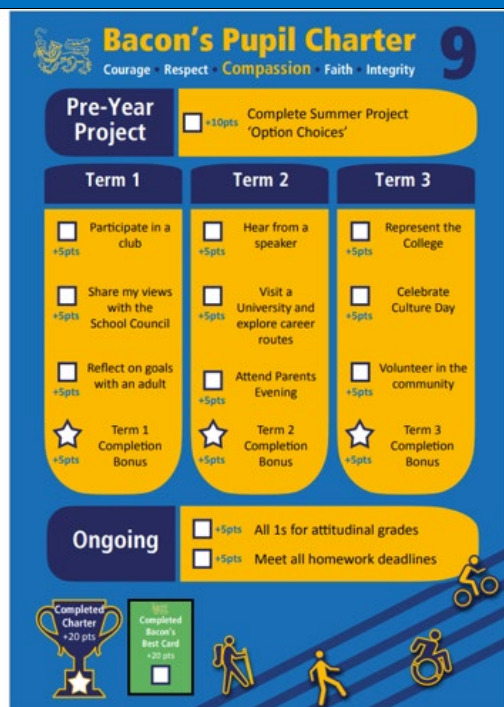 Bacon's Pupil Charter
Courage • Respect • Compassion • Faith • Integrity
9
Pre-Year
Project
+10pts
Complete Summer Project
'Option Choices'
Term 1
+5pts
Participate in a
club
+5pts
Share my views
with the
School Council
+5pts
Reflect on goals
with an adult
+5pts
Term 1
Completion
Bonus
Term 2
+5pts
Hear from a
speaker
+5pts
Visit a
University and
explore career
routes
+5pts
Attend Parents
Evening
+5pts
Term 2
Completion
Bonus
Term 3
+5pts
Represent the
College
+5pts
Celebrate
Culture Day
+5pts
Volunteer in the
community
+5pts
Term 3
Completion
Bonus
Ongoing
+5pts All 1s for attitudinal grades
+5pts Meet all homework deadlines
Completed
Charter
+20 pts
Completed
Bacon's
Best Card
+20 pts